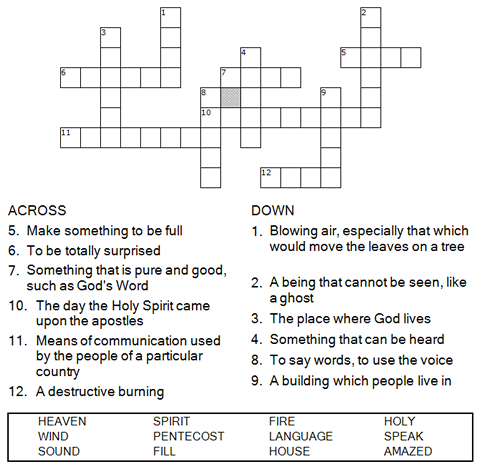 1
2
3
4
5
6
7
8
9
10
11
12
ACROSS
5. Make something to be full
6. To be totally surprised
7. Something that is pure and good,
such as God's Word
10. The day the Holy Spirit came
upon the apostles
11. Means of communication used
by the people of a particular
country
12. A destructive burning
DOWN
1. Blowing air, especially that which
would move the leaves on a tree
2. A being that cannot be seen, like
a ghost
3. The place where God lives
4. Something that can be heard
8. To say words, to use the voice
9. A building which people live in
HEAVEN SPIRIT FIRE HOLY
WIND PENTECOST LANGUAGE SPEAK
SOUND FILL HOUSE AMAZED